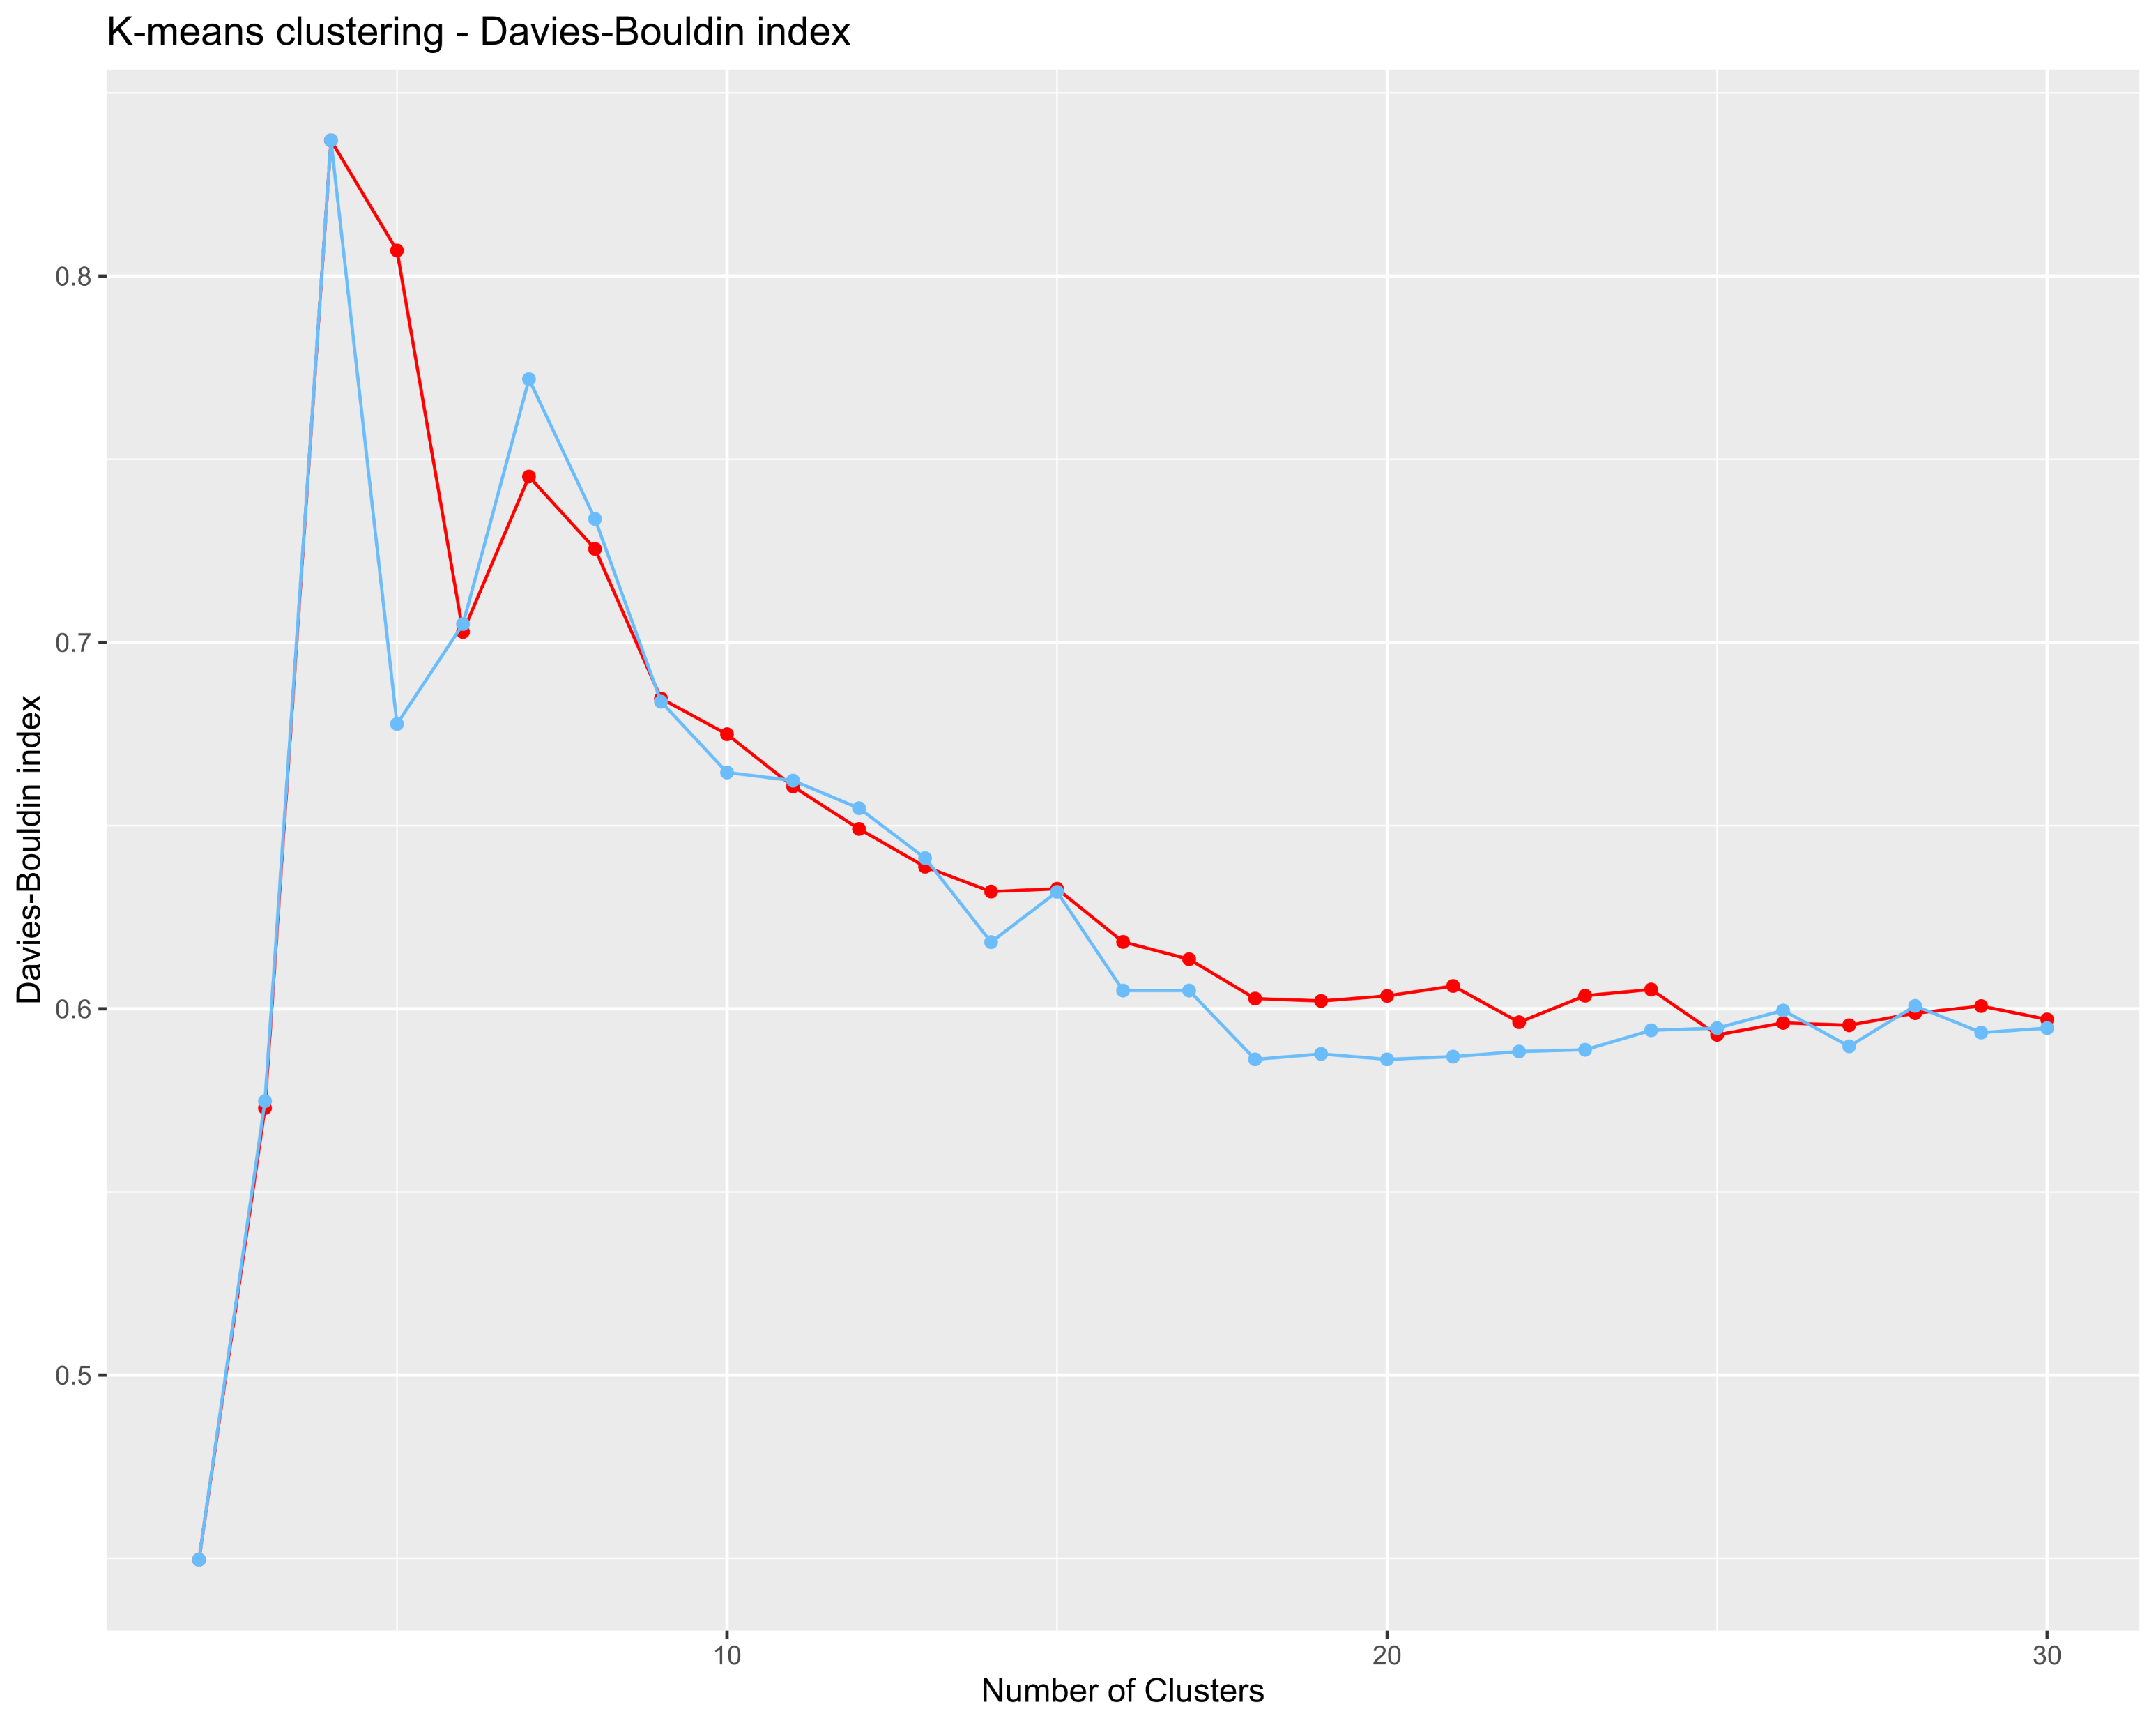 K-means clustering - Davies-Bouldin index
Davies-Bouldin index
0.8
0.7
0.6
0.5
10
20
30
Number of Clusters